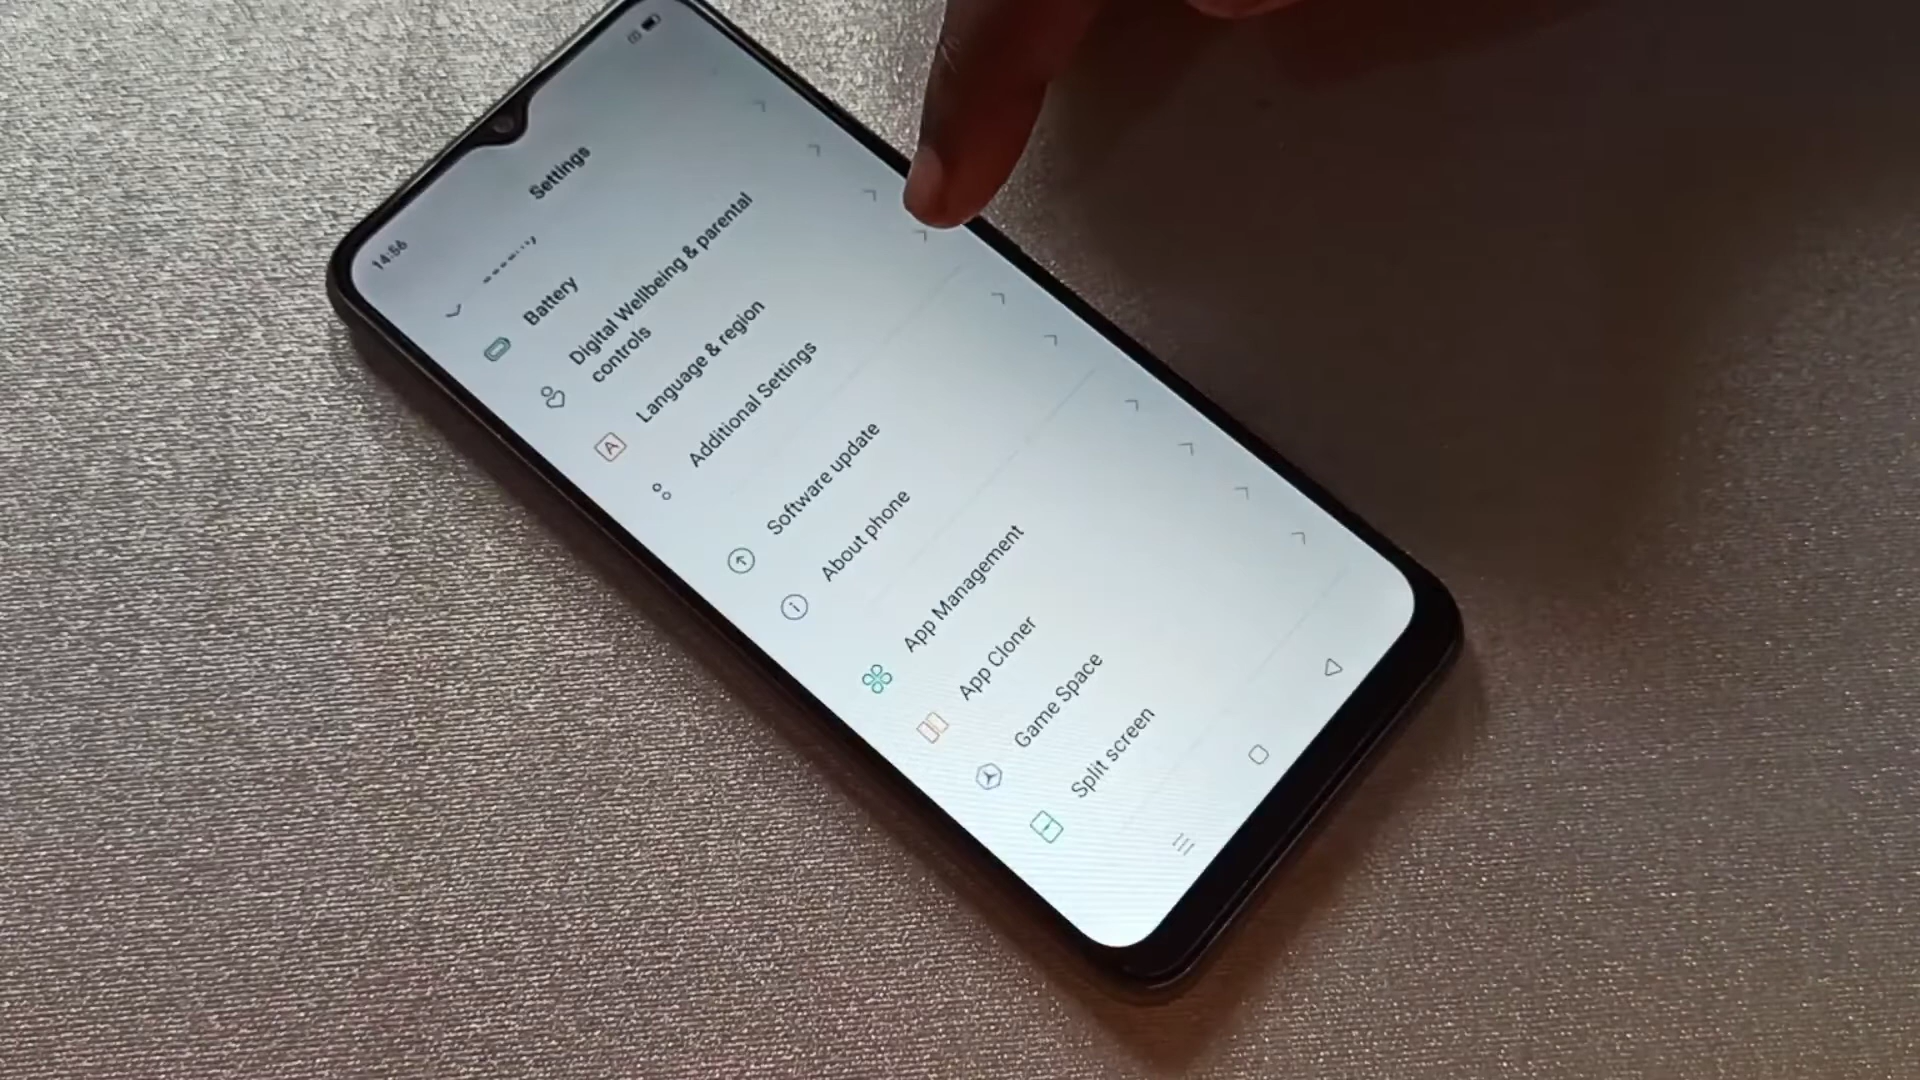 14:56
Settings
Battery
Digital Wellbeing & parental
controls
Language & region
Additional Settings
Software update
About phone
App Management
App Cloner
Game Space
Split screen